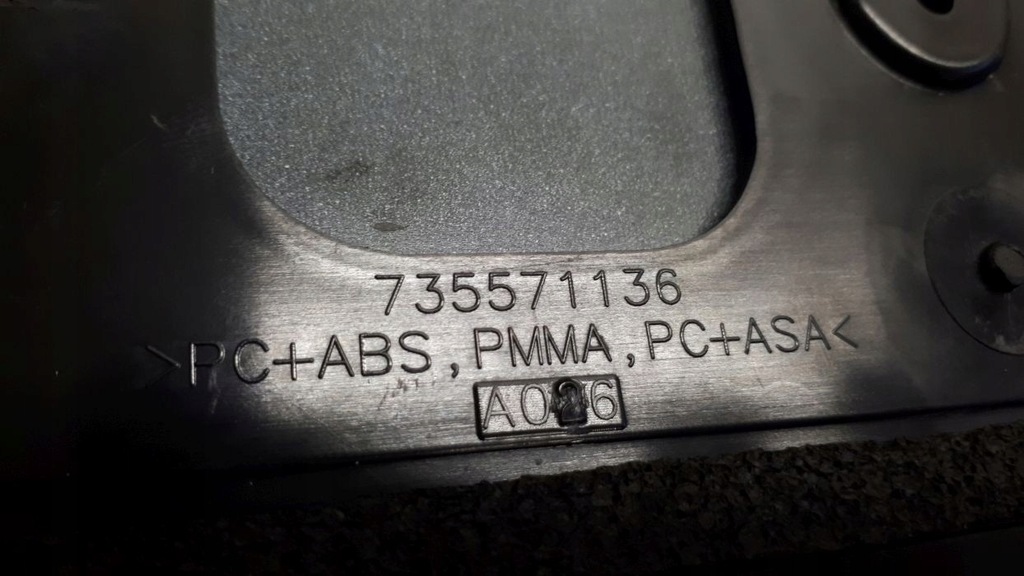 735571136
>PC+ABS, PMMA, PC+ASA<